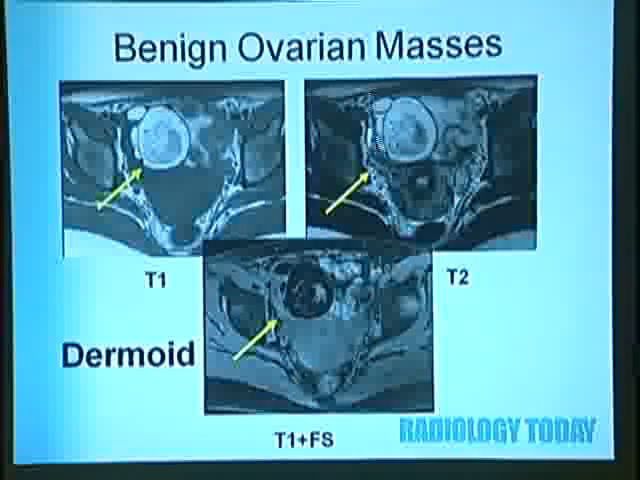 Benign Ovarian Masses
T1
T2
Dermoid
T1+FS
RADIOLOGY TODAY